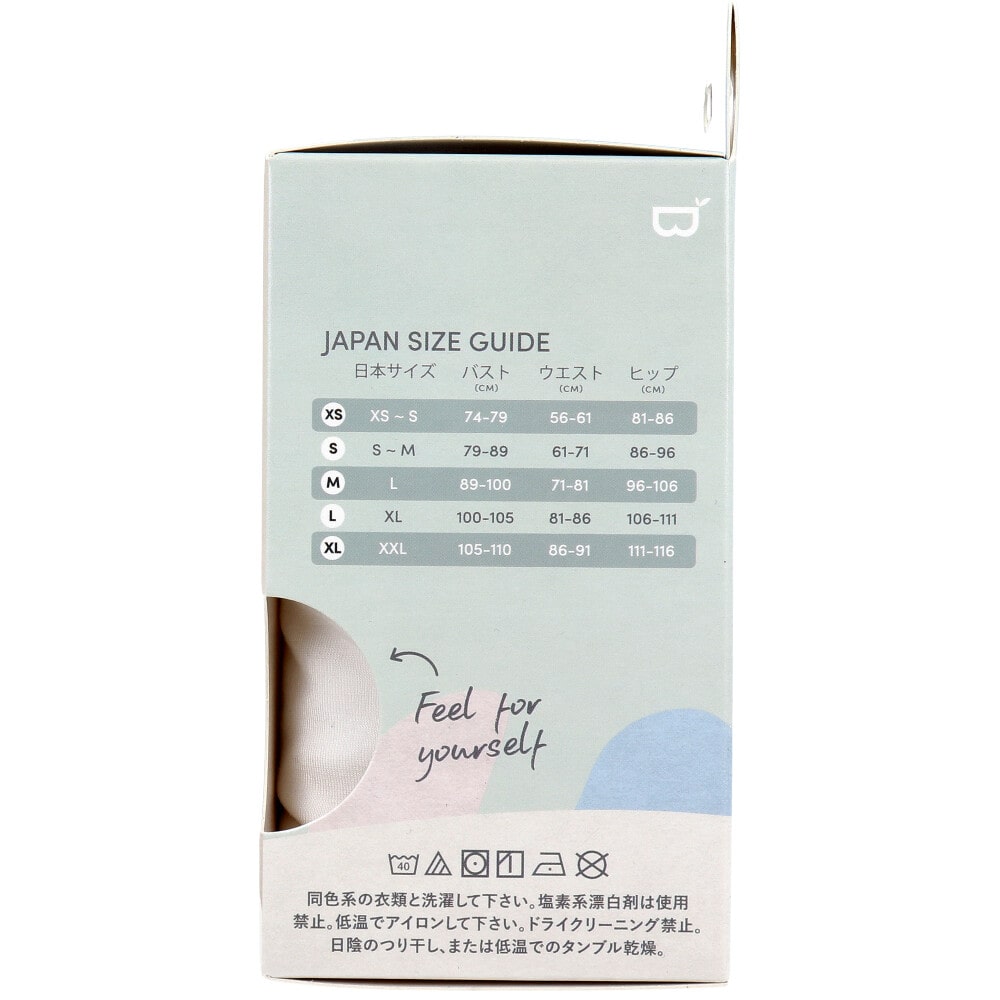 B
JAPAN SIZE GUIDE
日本サイズ バスト (CM) ウエスト (CM) ヒップ (CM)
XS XS ~ S 74-79 56-61 81-86
S S ~ M 79-89 61-71 86-96
M L 89-100 71-81 96-106
L XL 100-105 81-86 106-111
XL XXL 105-110 86-91 111-116
Feel for
yourself
40
同色系の衣類と洗濯して下さい。塩素系漂白剤は使用
禁止。低温でアイロンして下さい。ドライクリーニング禁止。
日陰のつり干し、または低温でのタンブル乾燥。